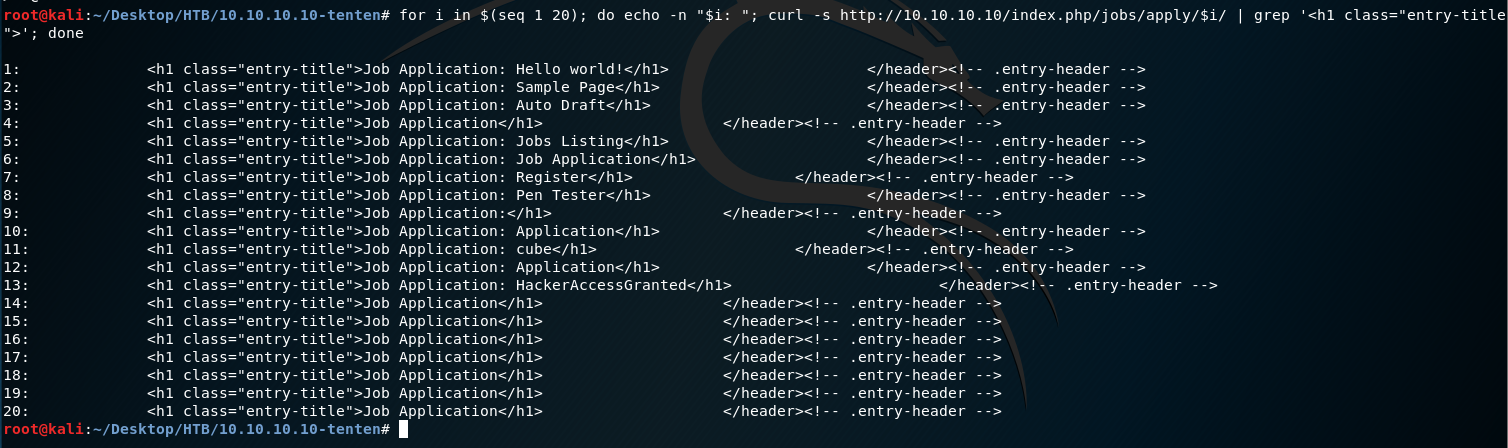 root@kali:~/Desktop/HTB/10.10.10.10-tenten# for i in $(seq 1 20); do echo -n "$i: "; curl -s http://10.10.10.10/index.php/jobs/apply/$i/ | grep '<h1 class="entry-title
">'; done
1: <h1 class="entry-title">Job Application: Hello world!</h1> </header><!-- .entry-header -->
2: <h1 class="entry-title">Job Application: Sample Page</h1> </header><!-- .entry-header -->
3: <h1 class="entry-title">Job Application: Auto Draft</h1> </header><!-- .entry-header -->
4: <h1 class="entry-title">Job Application</h1> </header><!-- .entry-header -->
5: <h1 class="entry-title">Job Application: Jobs Listing</h1> </header><!-- .entry-header -->
6: <h1 class="entry-title">Job Application: Job Application</h1> </header><!-- .entry-header -->
7: <h1 class="entry-title">Job Application: Register</h1> </header><!-- .entry-header -->
8: <h1 class="entry-title">Job Application: Pen Tester</h1> </header><!-- .entry-header -->
9: <h1 class="entry-title">Job Application:</h1> </header><!-- .entry-header -->
10: <h1 class="entry-title">Job Application: Application</h1> </header><!-- .entry-header -->
11: <h1 class="entry-title">Job Application: cube</h1> </header><!-- .entry-header -->
12: <h1 class="entry-title">Job Application: Application</h1> </header><!-- .entry-header -->
13: <h1 class="entry-title">Job Application: HackerAccessGranted</h1> </header><!-- .entry-header -->
14: <h1 class="entry-title">Job Application</h1> </header><!-- .entry-header -->
15: <h1 class="entry-title">Job Application</h1> </header><!-- .entry-header -->
16: <h1 class="entry-title">Job Application</h1> </header><!-- .entry-header -->
17: <h1 class="entry-title">Job Application</h1> </header><!-- .entry-header -->
18: <h1 class="entry-title">Job Application</h1> </header><!-- .entry-header -->
19: <h1 class="entry-title">Job Application</h1> </header><!-- .entry-header -->
20: <h1 class="entry-title">Job Application</h1> </header><!-- .entry-header -->
root@kali:~/Desktop/HTB/10.10.10.10-tenten#